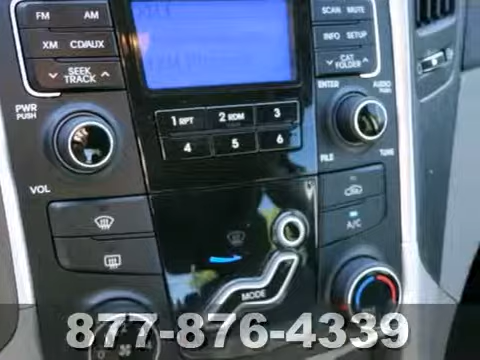 FM AM
XM CD/AUX
SEEK
TRACK
PWR
PUSH
VOL
1 RPT 2 RDM 3
4 5 6
SCAN MUTE
INFO SETUP
CAT
FOLDER
ENTER AUDIO
FILE TUNE
A/C
MODE
877-876-4339